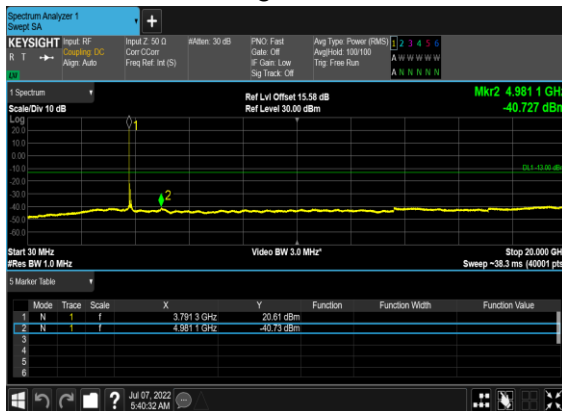 Spectrum Analyzer 1
Swept SA
+
KEYSIGHT Input: RF Input Z: 50 Ω #Atten: 30 dB PNO: Fast Avg Type: Power (RMS) 1 2 3 4 5 6
R T Coupling: DC Corr CCorr Gate: Off Avg|Hold: 100/100 A W W W W W
Align: Auto Freq Ref: Int (S) IF Gain: Low Trig: Free Run
Sig Track: Off A N N N N N
LXI
1 Spectrum Ref Lvl Offset 15.58 dB Mkr2 4.981 1 GHz
Scale/Div 10 dB Ref Level 30.00 dBm -40.727 dBm
Log
20.0
10.0
0.00
-10.0
-20.0
-30.0
-40.0
-50.0
-60.0
1
2
DL1 -13.00 dBm
Start 30 MHz Video BW 3.0 MHz* Stop 20.000 GHz
#Res BW 1.0 MHz Sweep ~38.3 ms (40001 pts)
5 Marker Table
Mode Trace Scale X Y Function Function Width Function Value
1 N 1 f 3.791 3 GHz 20.61 dBm
2 N 1 f 4.981 1 GHz -40.73 dBm
3
4
5
6
? Jul 07, 2022
5:40:32 AM